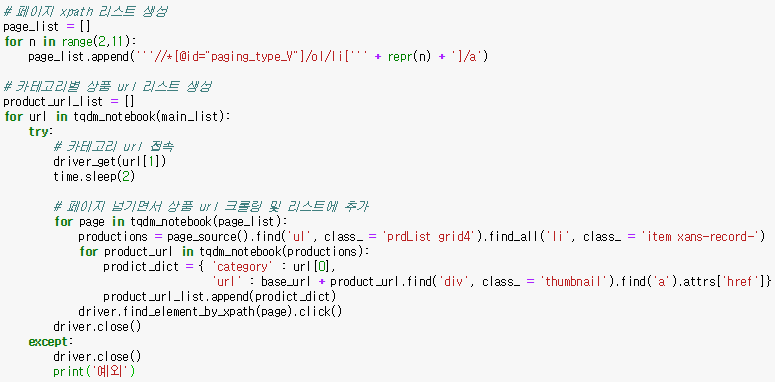 # 페이지 xpath 리스트 생성
page_list = []
for n in range(2,11):
    page_list.append('''//*[@id="paging_type_V"]/ol/li[''' + repr(n) + ']/a')

# 카테고리별 상품 url 리스트 생성
product_url_list = []
for url in tqdm_notebook(main_list):
    try:
        # 카테고리 url 접속
        driver_get(url[1])
        time.sleep(2)

        # 페이지 넘기면서 상품 url 크롤링 및 리스트에 추가
        for page in tqdm_notebook(page_list):
            productions = page_source().find('ul', class_ = 'prdList grid4').find_all('li', class_ = 'item xans-record-')
            for product_url in tqdm_notebook(productions):
                prodict_dict = { 'category' : url[0],
                                 'url' : base_url + product_url.find('div', class_ = 'thumbnail').find('a').attrs['href']}
                product_url_list.append(prodict_dict)
            driver.find_element_by_xpath(page).click()
        driver.close()
    except:
        driver.close()
        print('예외')